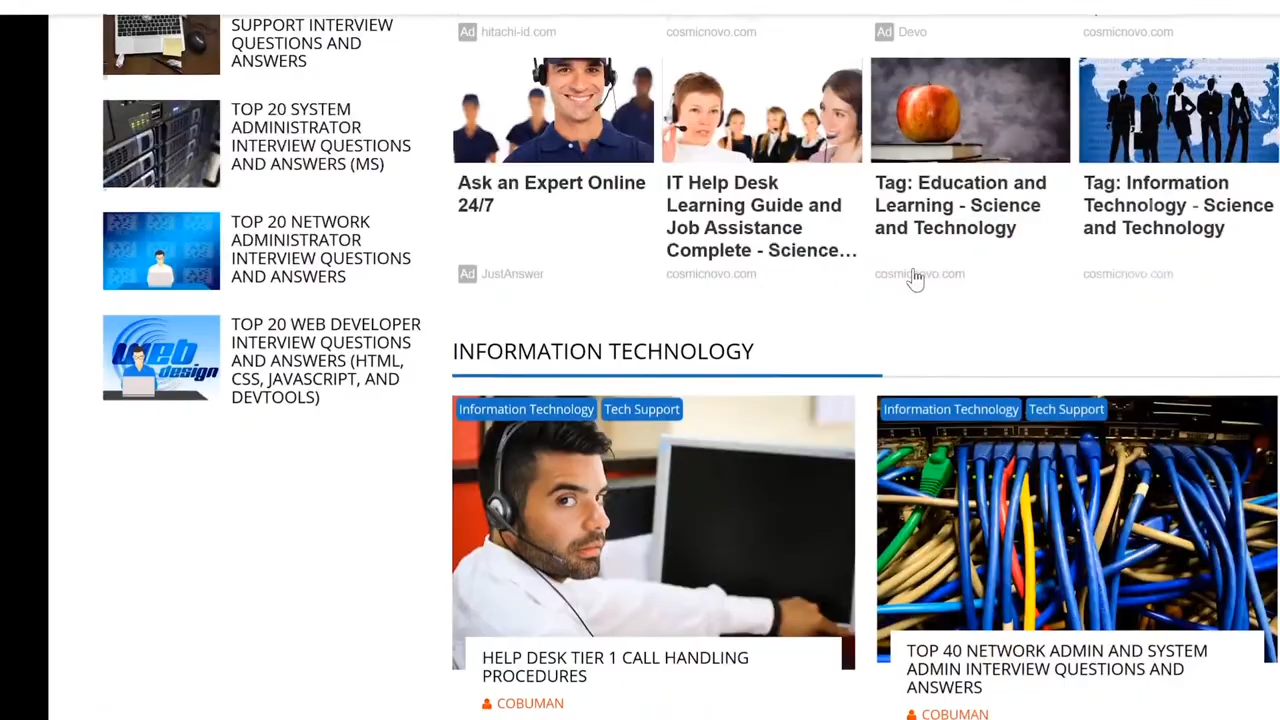 SUPPORT INTERVIEW
QUESTIONS AND
ANSWERS
TOP 20 SYSTEM
ADMINISTRATOR
INTERVIEW QUESTIONS
AND ANSWERS (MS)
TOP 20 NETWORK
ADMINISTRATOR
INTERVIEW QUESTIONS
AND ANSWERS
web
design
TOP 20 WEB DEVELOPER
INTERVIEW QUESTIONS
AND ANSWERS (HTML,
CSS, JAVASCRIPT, AND
DEVTOOLS)
Ad hitachi-id.com
cosmicnovo.com
Ad Devo
cosmicnovo.com
Ask an Expert Online
24/7
Ad JustAnswer
IT Help Desk
Learning Guide and
Job Assistance
Complete - Science...
cosmicnovo.com
Tag: Education and
Learning - Science
and Technology
cosmicnovo.com
Tag: Information
Technology - Science
and Technology
cosmicnovo.com
INFORMATION TECHNOLOGY
Information Technology Tech Support
HELP DESK TIER 1 CALL HANDLING
PROCEDURES
COBUMAN
Information Technology Tech Support
TOP 40 NETWORK ADMIN AND SYSTEM
ADMIN INTERVIEW QUESTIONS AND
ANSWERS
COBUMAN